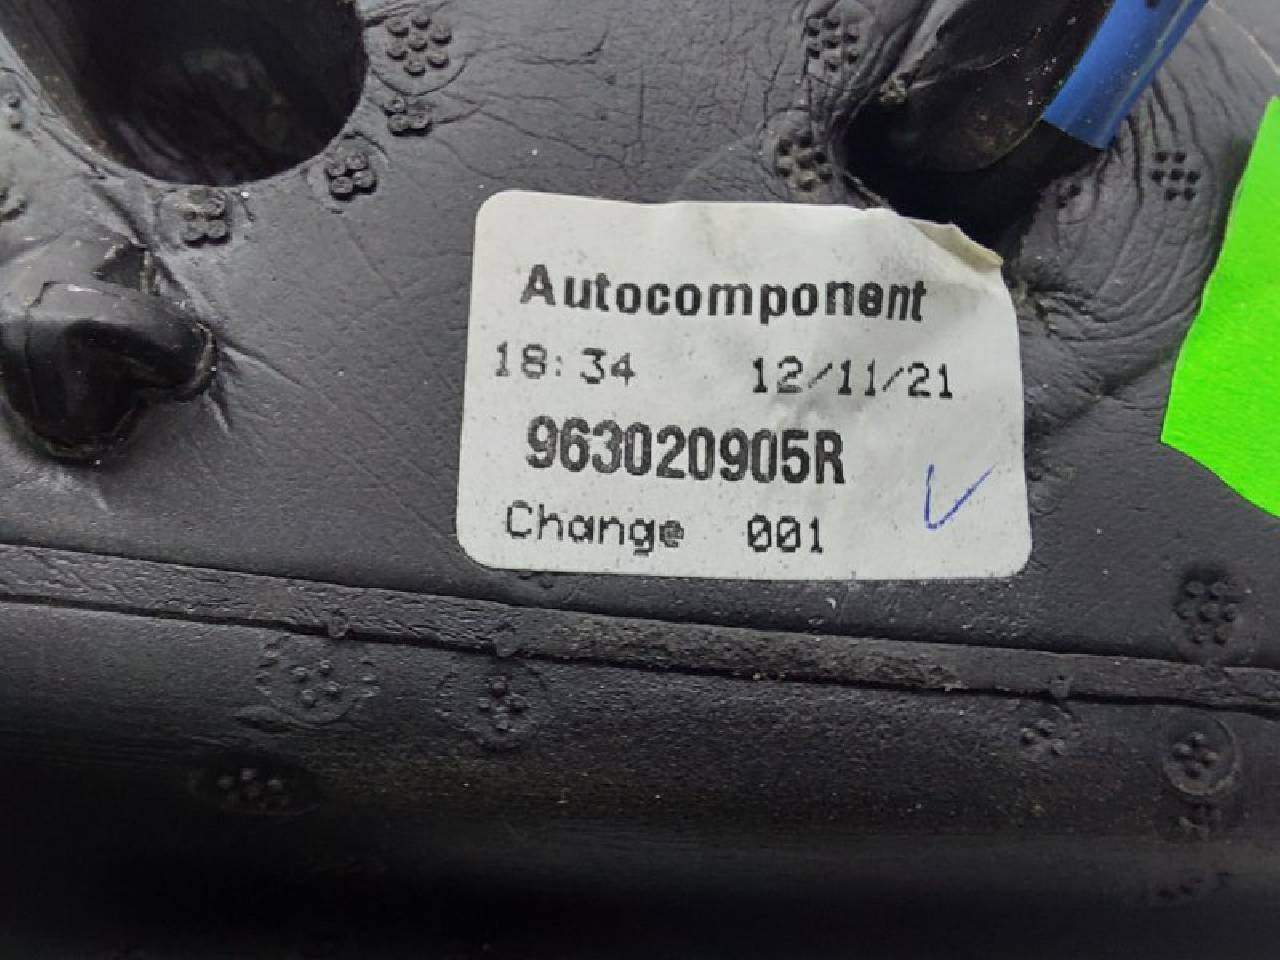 Autocomponent
18:34 12/11/21
963020905R
Change 001